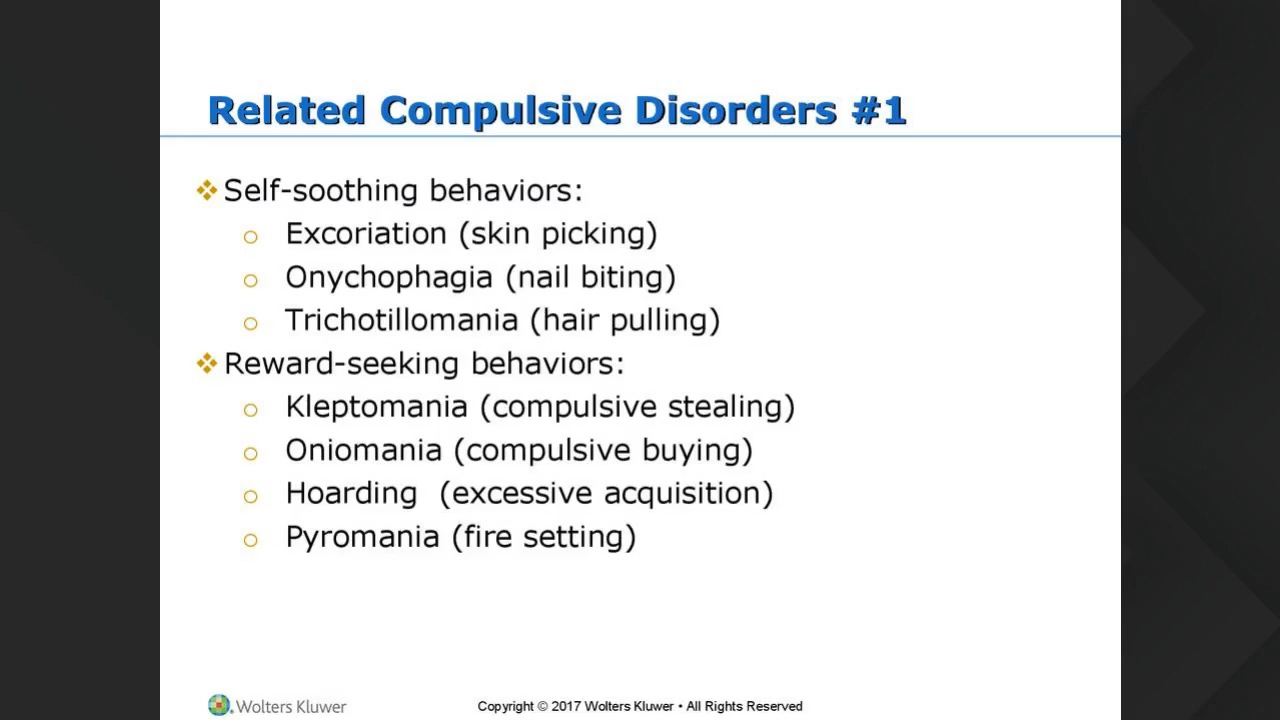 Related Compulsive Disorders #1
❖ Self-soothing behaviors:
o Excoriation (skin picking)
o Onychophagia (nail biting)
o Trichotillomania (hair pulling)
❖ Reward-seeking behaviors:
o Kleptomania (compulsive stealing)
o Oniomania (compulsive buying)
o Hoarding  (excessive acquisition)
o Pyromania (fire setting)
Wolters Kluwer
Copyright © 2017 Wolters Kluwer • All Rights Reserved